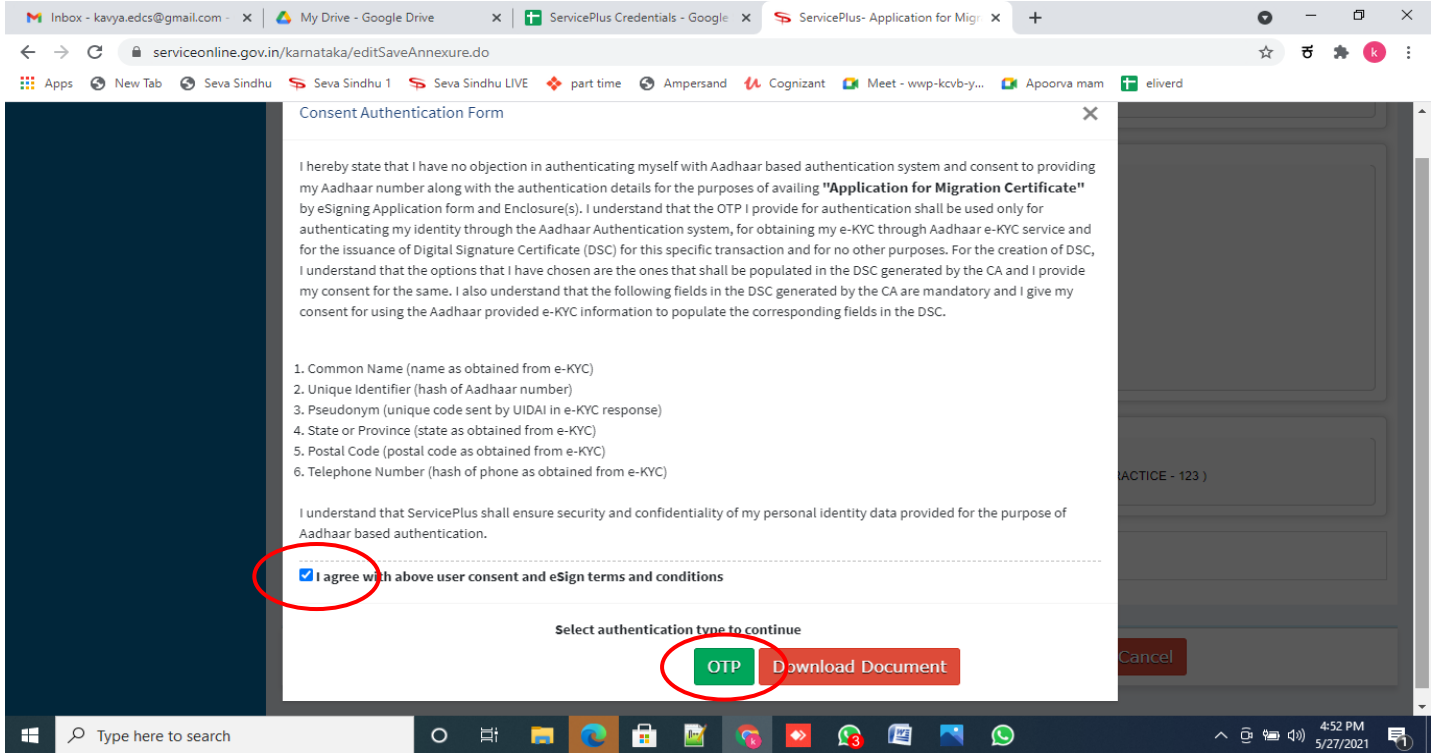 Inbox - kavya.edcs@gmail.com -
My Drive - Google Drive
ServicePlus Credentials - Google
ServicePlus- Application for Migr
serviceonline.gov.in/karnataka/editSaveAnnexure.do
ಕ
k
Apps
New Tab
Seva Sindhu
Seva Sindhu 1
Seva Sindhu LIVE
part time
Ampersand
Cognizant
Meet - wwp-kcvb-y...
Apoorva mam
eliverd
Consent Authentication Form
I hereby state that I have no objection in authenticating myself with Aadhaar based authentication system and consent to providing
my Aadhaar number along with the authentication details for the purposes of availing "Application for Migration Certificate"
by eSigning Application form and Enclosure(s). I understand that the OTP I provide for authentication shall be used only for
authenticating my identity through the Aadhaar Authentication system, for obtaining my e-KYC through Aadhaar e-KYC service and
for the issuance of Digital Signature Certificate (DSC) for this specific transaction and for no other purposes. For the creation of DSC,
I understand that the options that I have chosen are the ones that shall be populated in the DSC generated by the CA and I provide
my consent for the same. I also understand that the following fields in the DSC generated by the CA are mandatory and I give my
consent for using the Aadhaar provided e-KYC information to populate the corresponding fields in the DSC.
1. Common Name (name as obtained from e-KYC)
2. Unique Identifier (hash of Aadhaar number)
3. Pseudonym (unique code sent by UIDAI in e-KYC response)
4. State or Province (state as obtained from e-KYC)
5. Postal Code (postal code as obtained from e-KYC)
6. Telephone Number (hash of phone as obtained from e-KYC)
RACTICE - 123 )
I understand that ServicePlus shall ensure security and confidentiality of my personal identity data provided for the purpose of
Aadhaar based authentication.
I agree with above user consent and eSign terms and conditions
Select authentication type to continue
OTP
Download Document
Cancel
Type here to search
3
4:52 PM
5/27/2021
1